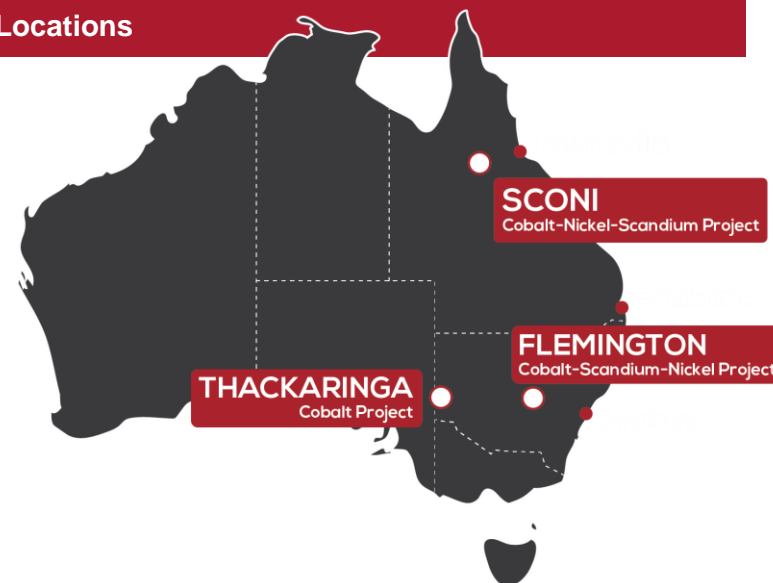 Locations
SCONI
Cobalt-Nickel-Scandium Project
FLEMINGTON
Cobalt-Scandium-Nickel Project
THACKARINGA
Cobalt Project